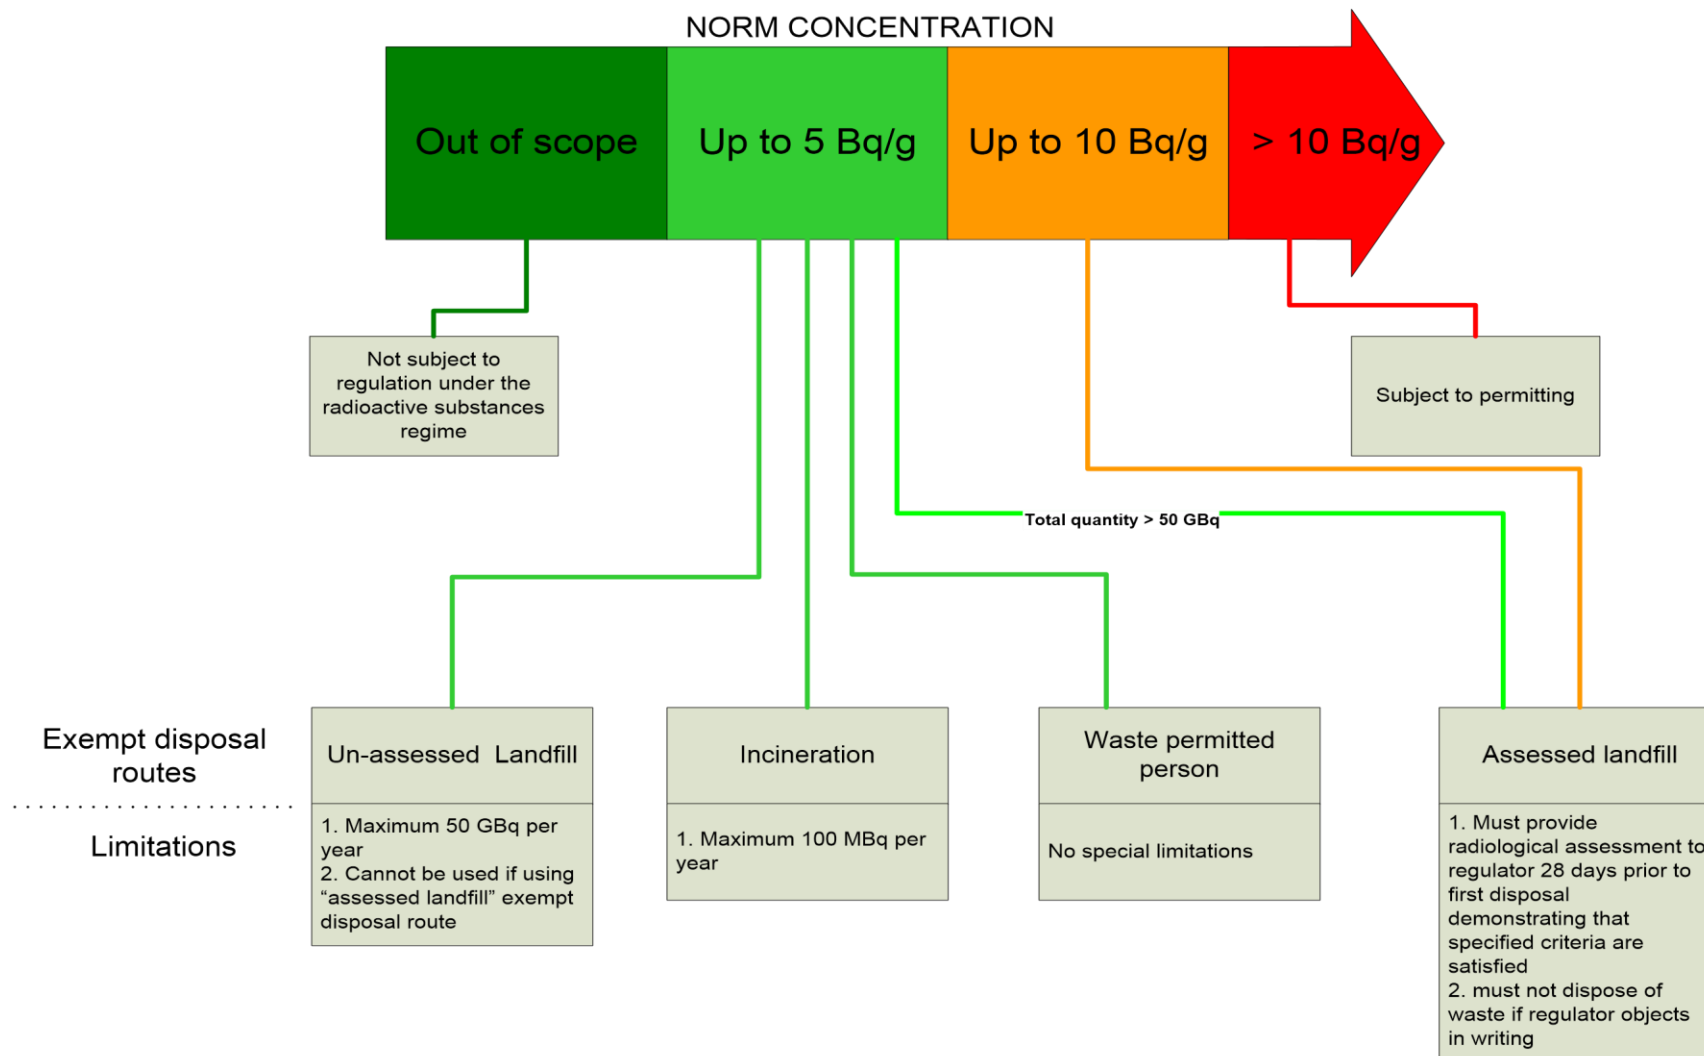 NORM CONCENTRATION
Out of scope
Up to 5 Bq/g
Up to 10 Bq/g
> 10 Bq/g
Not subject to
regulation under the
radioactive substances
regime
Subject to permitting
Total quantity > 50 GBq
Exempt disposal
routes
Un-assessed Landfill
Incineration
Waste permitted
person
Assessed landfill
Limitations
1. Maximum 50 GBq per
year
2. Cannot be used if using
“assessed landfill” exempt
disposal route
1. Maximum 100 MBq per
year
No special limitations
1. Must provide
radiological assessment to
regulator 28 days prior to
first disposal
demonstrating that
specified criteria are
satisfied
2. must not dispose of
waste if regulator objects
in writing